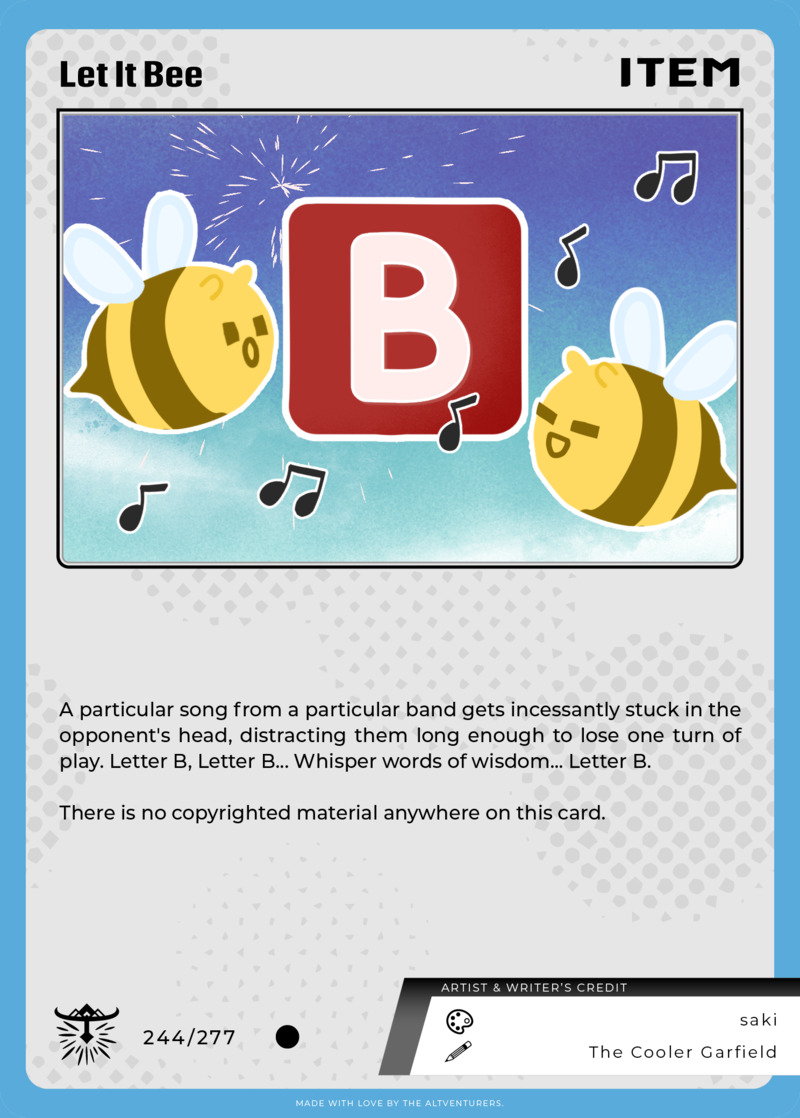 Let It Bee
ITEM
B
A particular song from a particular band gets incessantly stuck in the
opponent's head, distracting them long enough to lose one turn of
play. Letter B, Letter B... Whisper words of wisdom... Letter B.
There is no copyrighted material anywhere on this card.
ARTIST & WRITER'S CREDIT
saki
244/277
The Cooler Garfield
MADE WITH LOVE BY THE ALTVENTURERS.